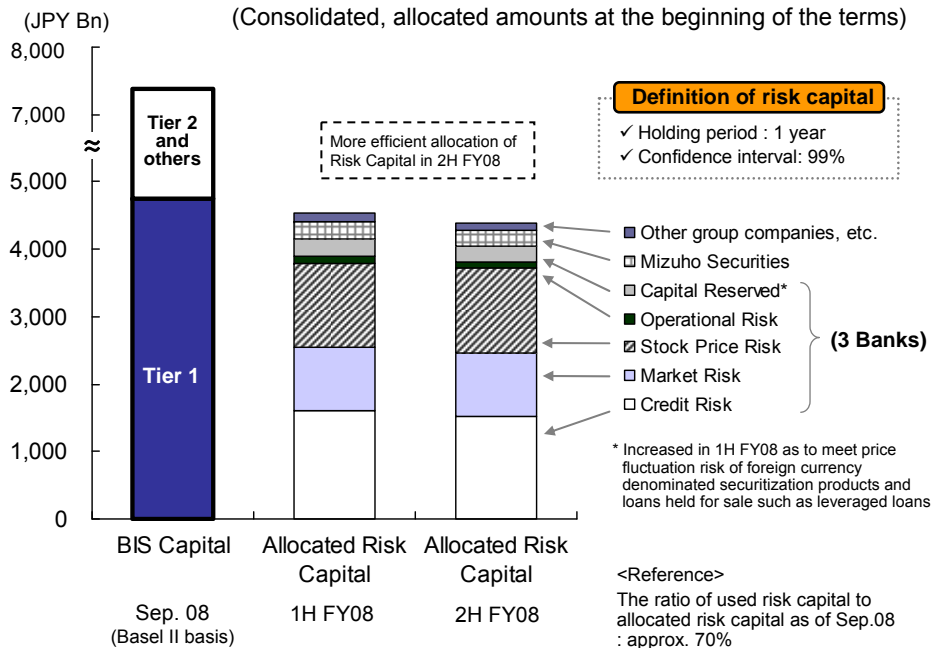 (JPY Bn)
(Consolidated, allocated amounts at the beginning of the terms)
8,000
7,000
≈
5,000
4,000
3,000
2,000
1,000
0
Tier 2
and
others
Tier 1
More efficient allocation of
Risk Capital in 2H FY08
Definition of risk capital
✓ Holding period : 1 year
✓ Confidence interval: 99%
Other group companies, etc.
Mizuho Securities
Capital Reserved*
Operational Risk
Stock Price Risk
Market Risk
Credit Risk
(3 Banks)
* Increased in 1H FY08 as to meet price
fluctuation risk of foreign currency
denominated securitization products and
loans held for sale such as leveraged loans
BIS Capital
Sep. 08
(Basel II basis)
Allocated Risk
Capital
1H FY08
Allocated Risk
Capital
2H FY08
<Reference>
The ratio of used risk capital to
allocated risk capital as of Sep.08
: approx. 70%